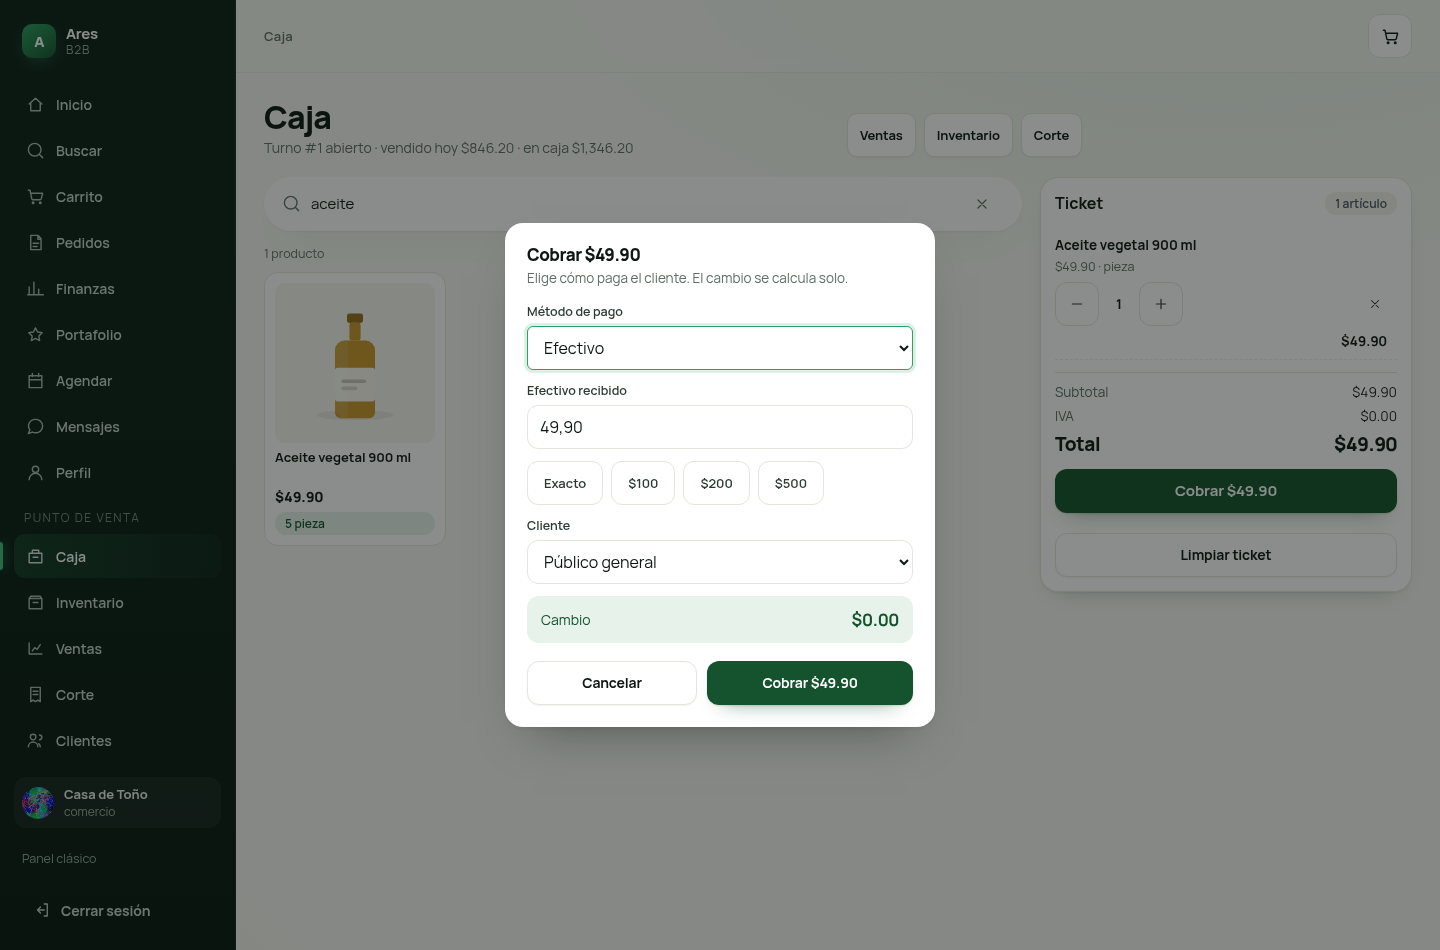 A
Ares
B2B
Inicio
Buscar
Carrito
Pedidos
Finanzas
Portafolio
Agendar
Mensajes
Perfil
PUNTO DE VENTA
Caja
Inventario
Ventas
Corte
Clientes
Casa de Toño
comercio
Panel clásico
Cerrar sesión
Caja
Caja
Turno #1 abierto · vendido hoy $846.20 · en caja $1,346.20
Ventas
Inventario
Corte
aceite
1 producto
Aceite vegetal 900 ml
$49.90
5 pieza
Ticket
1 artículo
Aceite vegetal 900 ml
$49.90 · pieza
1
$49.90
Subtotal $49.90
IVA $0.00
Total $49.90
Cobrar $49.90
Limpiar ticket
Cobrar $49.90
Elige cómo paga el cliente. El cambio se calcula solo.
Método de pago
Efectivo
Efectivo recibido
49,90
Exacto
$100
$200
$500
Cliente
Público general
Cambio $0.00
Cancelar
Cobrar $49.90